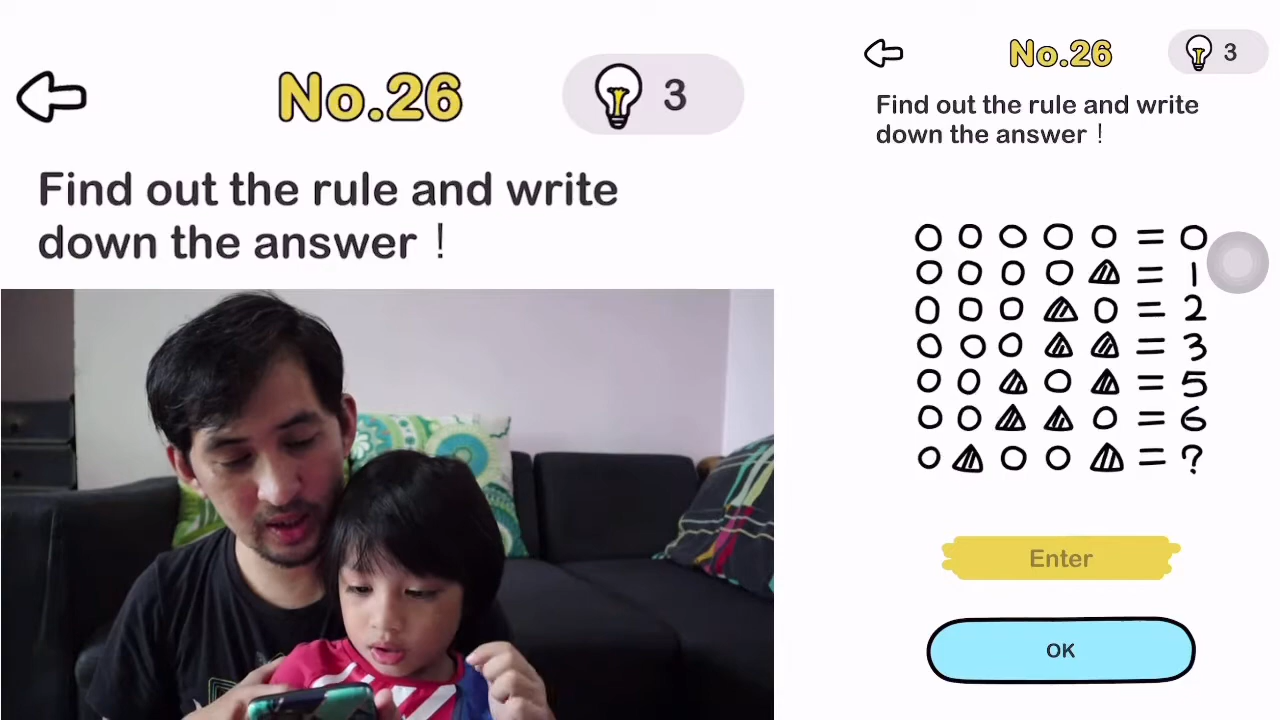 No.26
3
Find out the rule and write
down the answer !
No.26
3
Find out the rule and write
down the answer !
= 0
= 1
= 2
= 3
= 5
= 6
= ?
Enter
OK